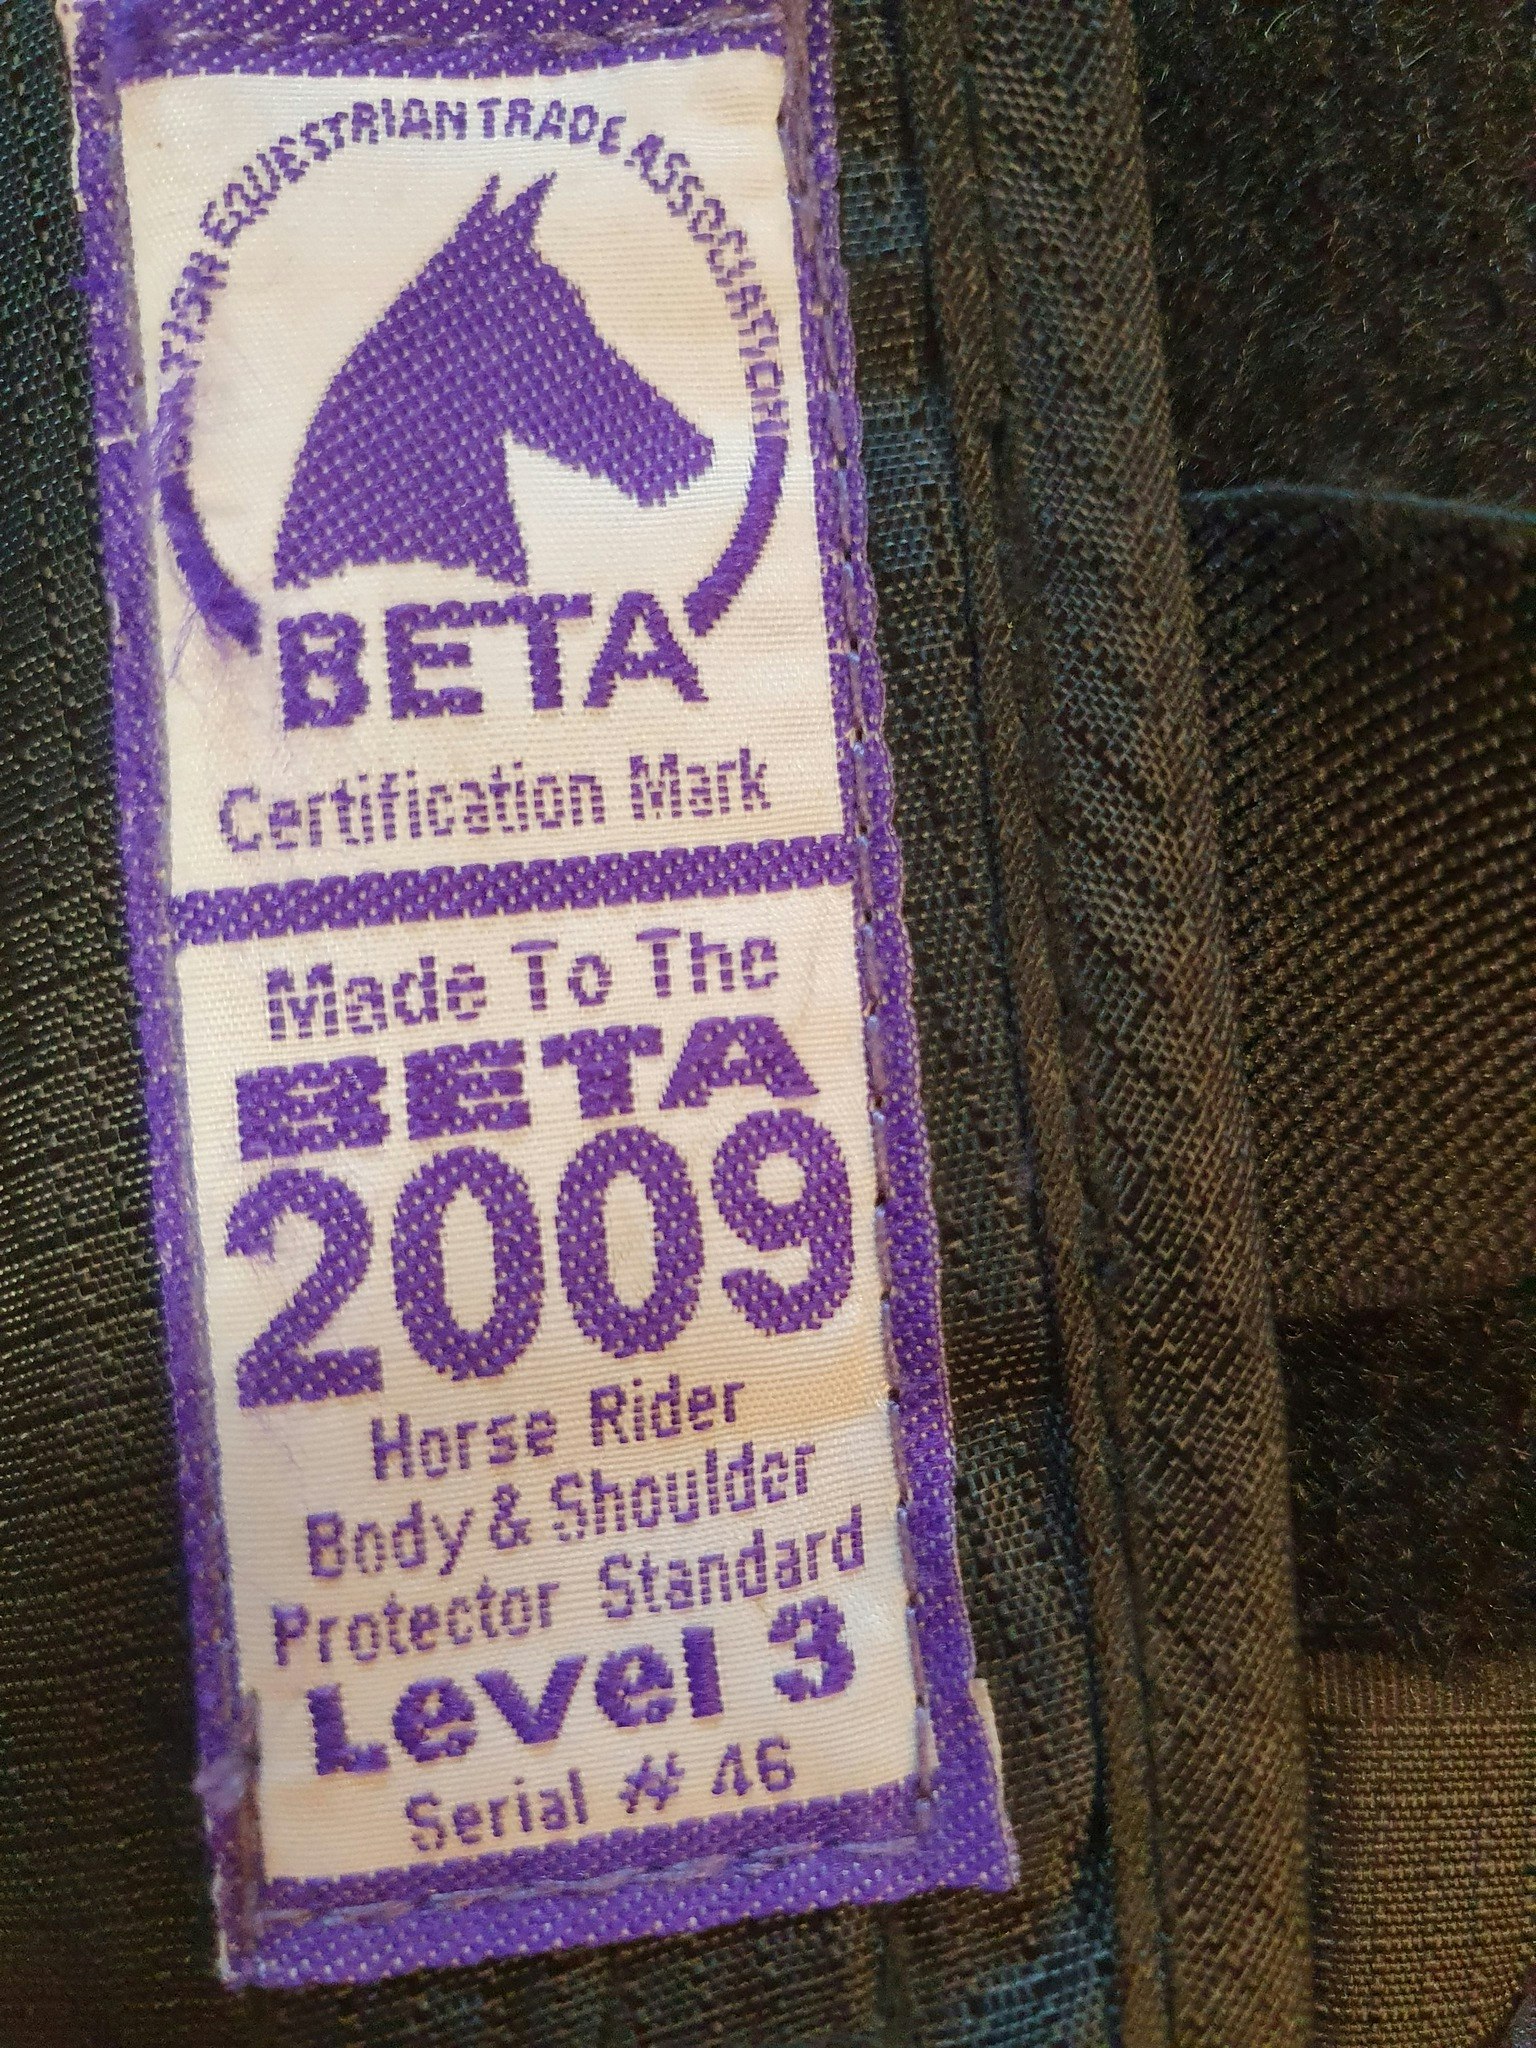 BRITISH EQUESTRIAN TRADE ASSOCIATION
BETA
Certification Mark
Made To The
BETA
2009
Horse Rider
Body & Shoulder
Protector Standard
Level 3
Serial # A6